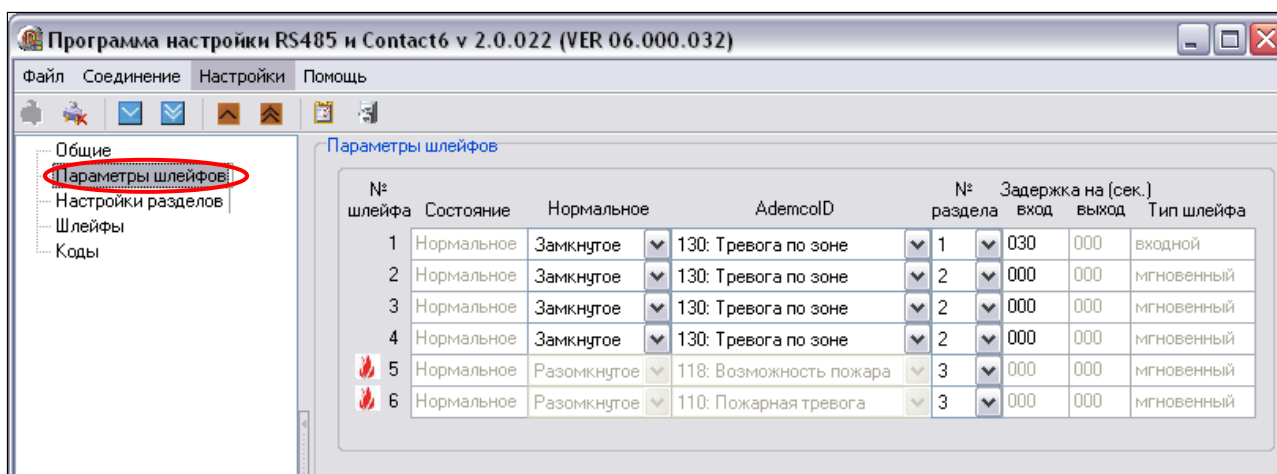 Программа настройки RS485 и Contact6 v 2.0.022 (VER 06.000.032)
Файл Соединение Настройки Помощь
Общие
Параметры шлейфов
Настройки разделов
Шлейфы
Коды
Параметры шлейфов
№ шлейфа Состояние Нормальное AdemcoID № раздела Задержка на (сек.) вход выход Тип шлейфа
1 Нормальное Замкнутое 130: Тревога по зоне 1 030 000 входной
2 Нормальное Замкнутое 130: Тревога по зоне 2 000 000 мгновенный
3 Нормальное Замкнутое 130: Тревога по зоне 2 000 000 мгновенный
4 Нормальное Замкнутое 130: Тревога по зоне 2 000 000 мгновенный
5 Нормальное Разомкнутое 118: Возможность пожара 3 000 000 мгновенный
6 Нормальное Разомкнутое 110: Пожарная тревога 3 000 000 мгновенный